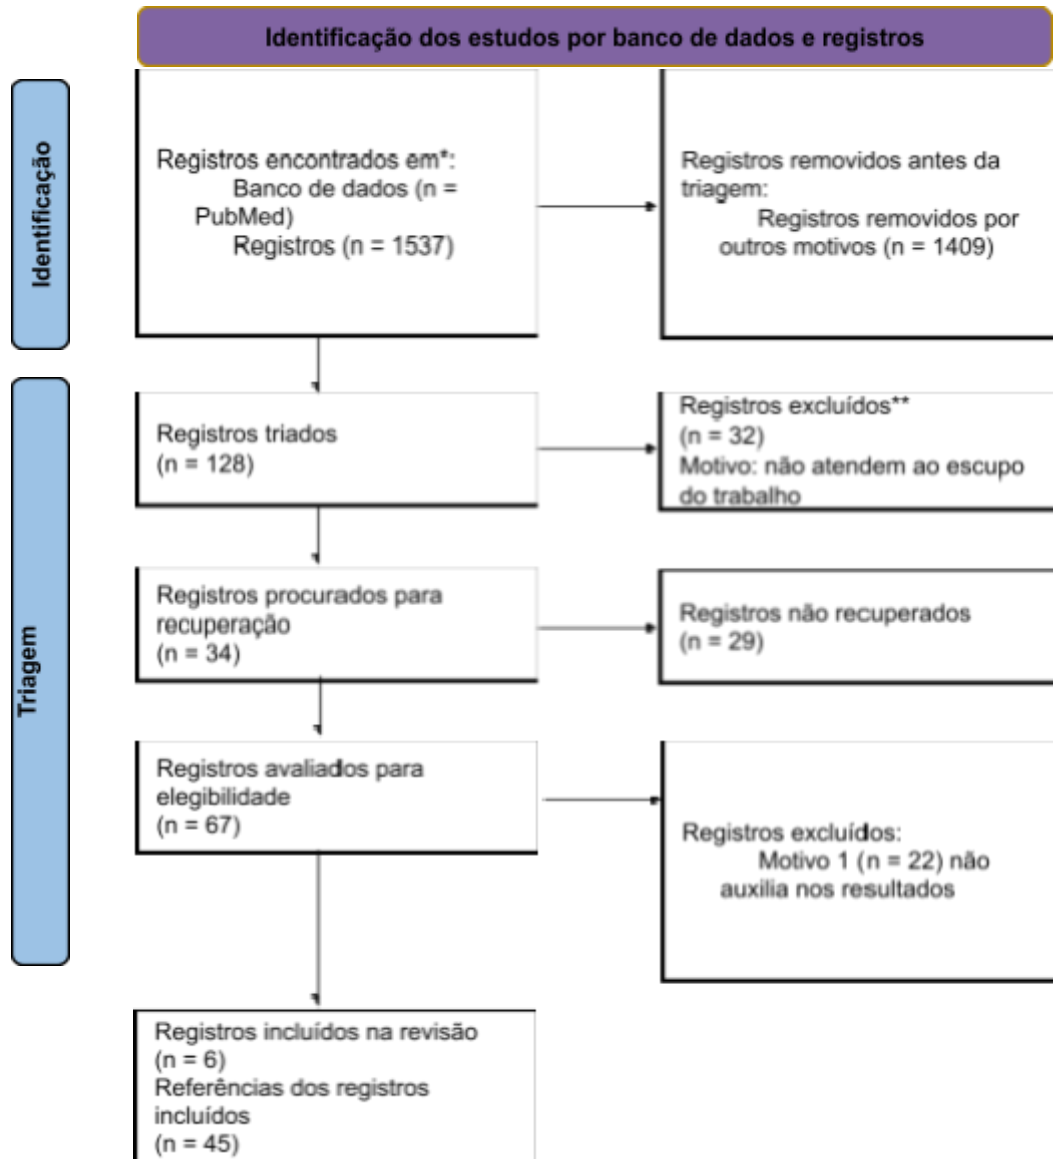 Identificação dos estudos por banco de dados e registros
Identificação
Registros encontrados em*:
Banco de dados (n =
PubMed)
Registros (n = 1537)
Registros removidos antes da
triagem:
Registros removidos por
outros motivos (n = 1409)
Triagem
Registros triados
(n = 128)
Registros excluídos**
(n = 32)
Motivo: não atendem ao escupo
do trabalho
Registros procurados para
recuperação
(n = 34)
Registros não recuperados
(n = 29)
Registros avaliados para
elegibilidade
(n = 67)
Registros excluídos:
Motivo 1 (n = 22) não
auxilia nos resultados
Registros incluídos na revisão
(n = 6)
Referências dos registros
incluídos
(n = 45)